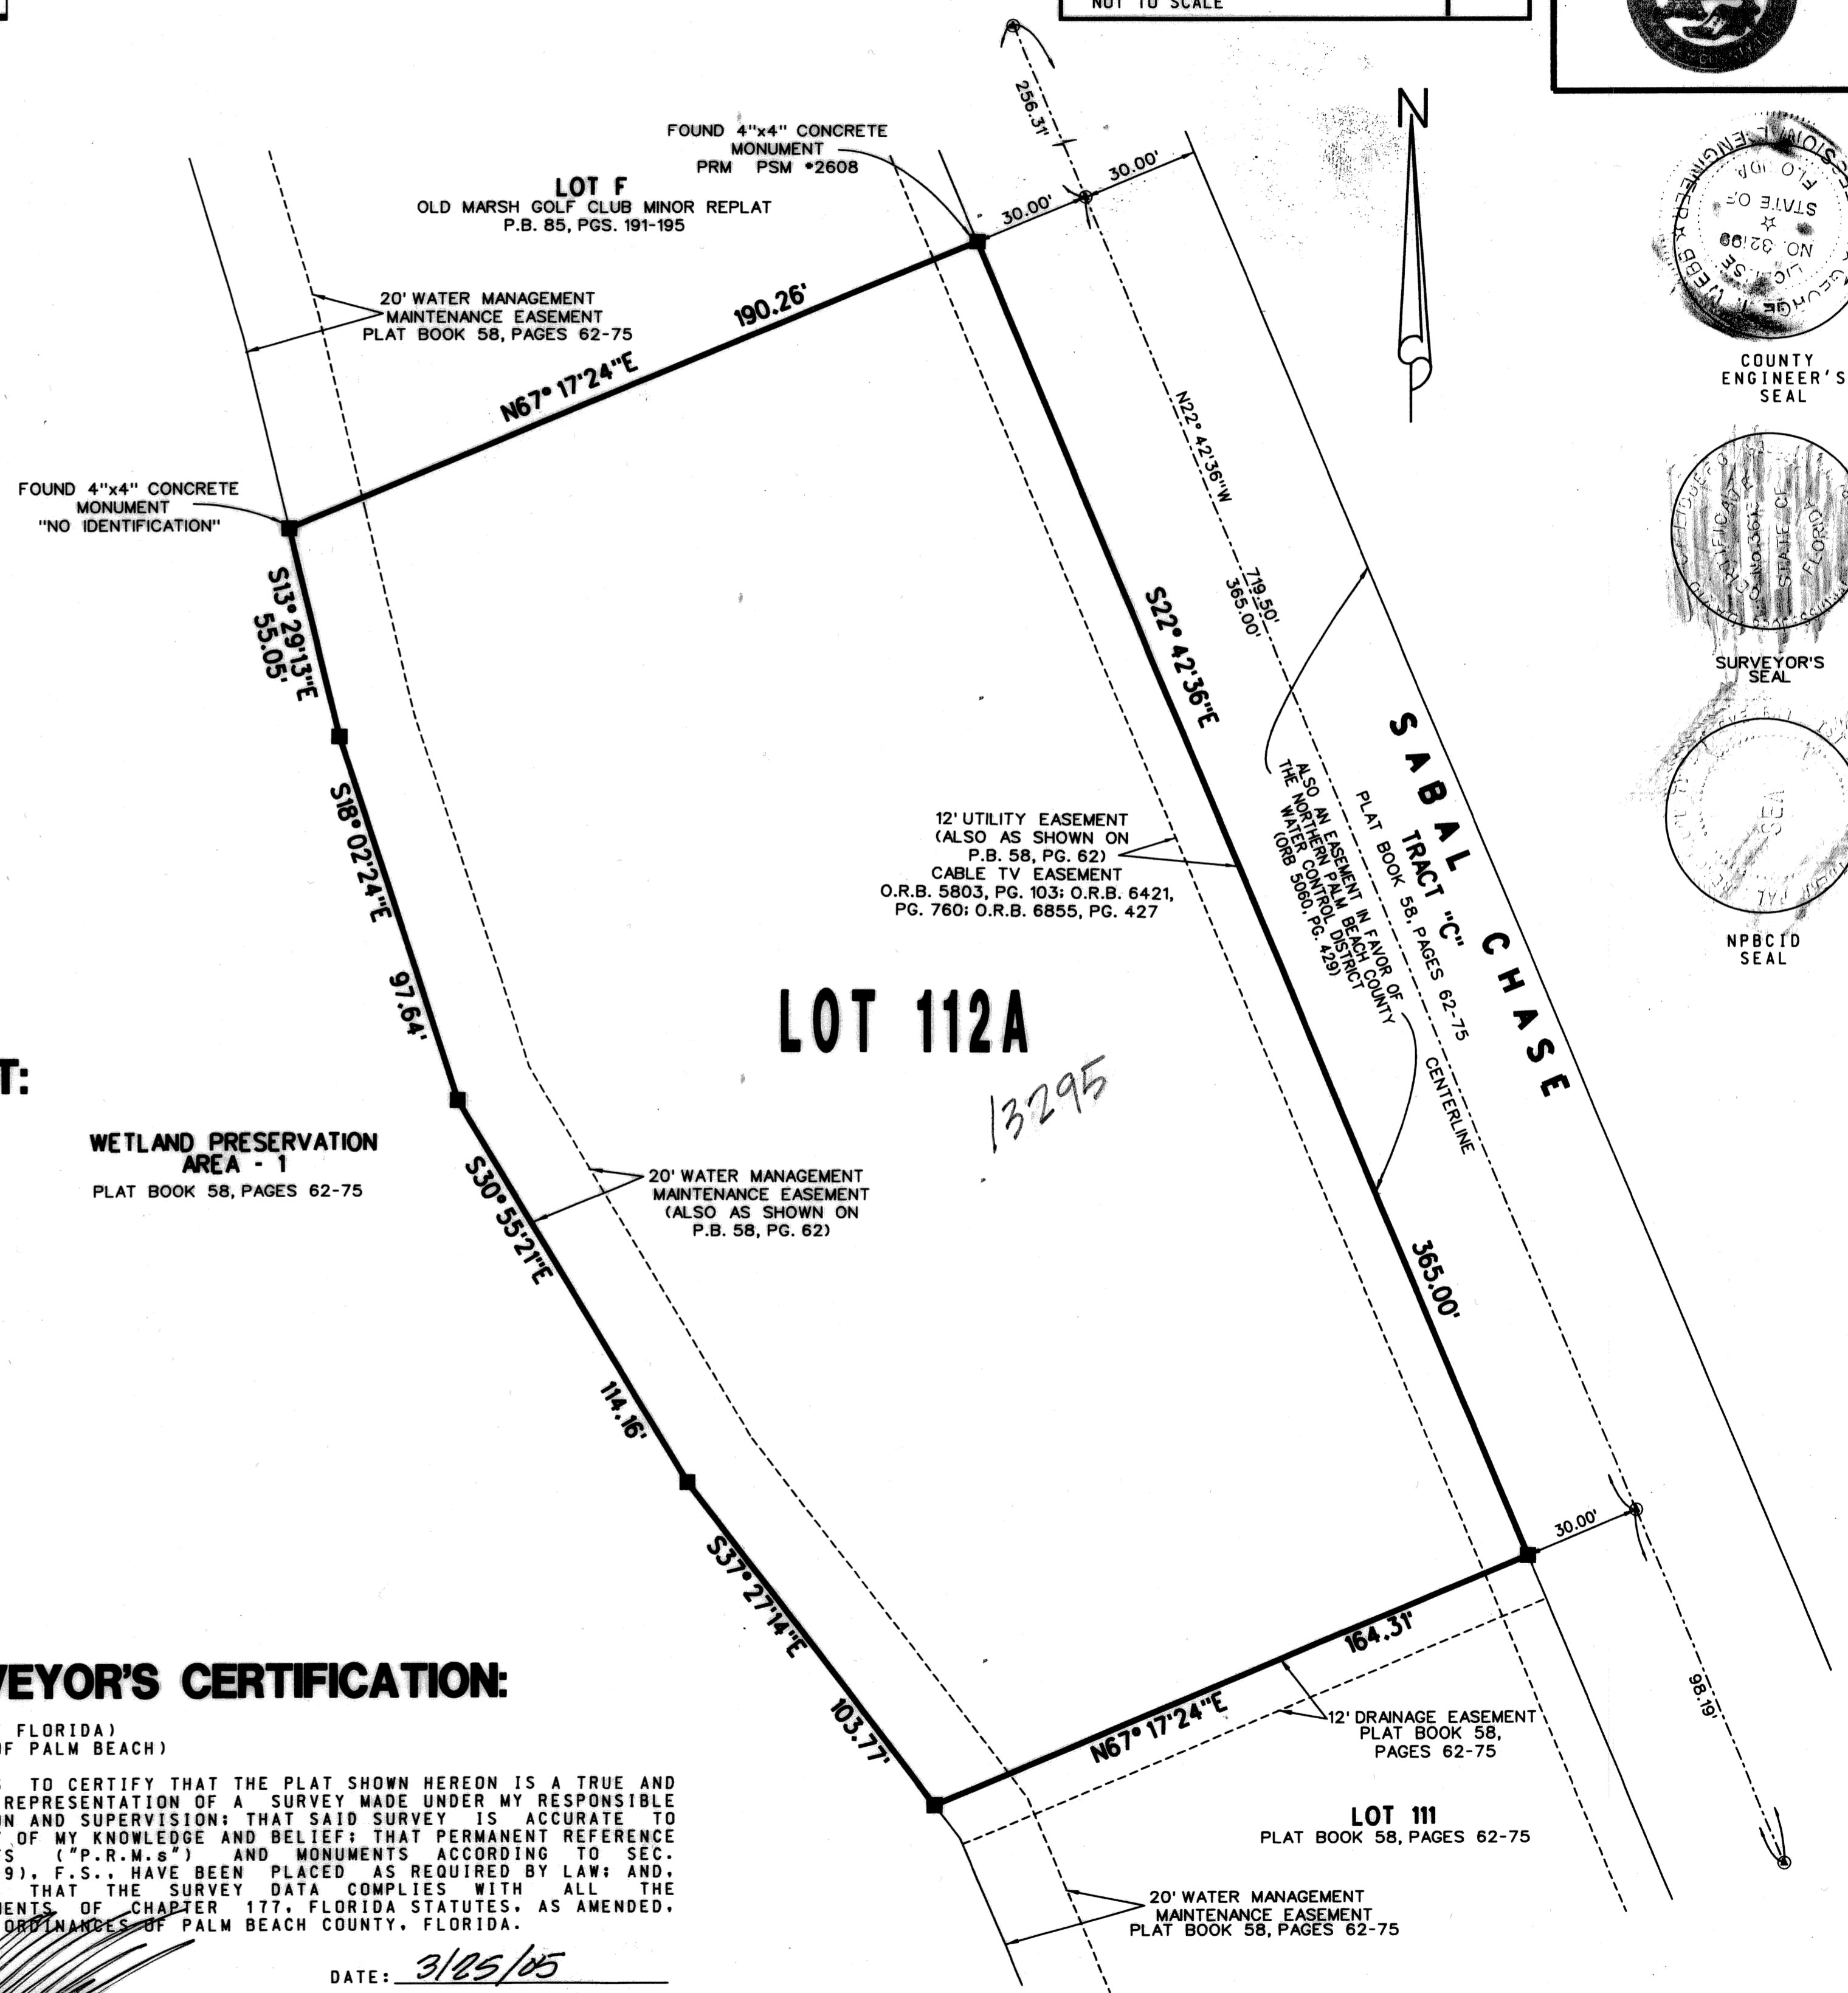 NOT TO SCALE
256.31'
N
FOUND 4"x4" CONCRETE
MONUMENT
PRM PSM *2608
30.00'
30.00'
LOT F
OLD MARSH GOLF CLUB MINOR REPLAT
P.B. 85, PGS. 191-195
20' WATER MANAGEMENT
MAINTENANCE EASEMENT
PLAT BOOK 58, PAGES 62-75
N67° 17'24"E
190.26'
STATE OF
COUNTY
ENGINEER'S
SEAL
FOUND 4"x4" CONCRETE
MONUMENT
"NO IDENTIFICATION"
N22° 42'36"W
719.50'
365.00'
STATE OF
FLORIDA
SURVEYOR'S
SEAL
S13° 29'13"E
55.05'
S22° 42'36"E
365.00'
SABAL CHASE
TRACT "C"
PLAT BOOK 58, PAGES 62-75
ALSO AN EASEMENT IN FAVOR OF
THE NORTHERN PALM BEACH COUNTY
WATER CONTROL DISTRICT
(ORB 5060, PG. 429)
CENTERLINE
NPBCID
SEAL
S18° 02'24"E
97.64'
12' UTILITY EASEMENT
(ALSO AS SHOWN ON
P.B. 58, PG. 62)
CABLE TV EASEMENT
O.R.B. 5803, PG. 103; O.R.B. 6421,
PG. 760; O.R.B. 6855, PG. 427
LOT 112A
13295
T:
WETLAND PRESERVATION
AREA - 1
PLAT BOOK 58, PAGES 62-75
20' WATER MANAGEMENT
MAINTENANCE EASEMENT
(ALSO AS SHOWN ON
P.B. 58, PG. 62)
S30° 55'21"E
114.16'
S37° 27'14"E
103.77'
30.00'
N67° 17'24"E
164.31'
98.19'
12' DRAINAGE EASEMENT
PLAT BOOK 58,
PAGES 62-75
LOT 111
PLAT BOOK 58, PAGES 62-75
20' WATER MANAGEMENT
MAINTENANCE EASEMENT
PLAT BOOK 58, PAGES 62-75
VEYOR'S CERTIFICATION:
FLORIDA)
OF PALM BEACH)
S TO CERTIFY THAT THE PLAT SHOWN HEREON IS A TRUE AND
REPRESENTATION OF A SURVEY MADE UNDER MY RESPONSIBLE
ON AND SUPERVISION; THAT SAID SURVEY IS ACCURATE TO
OF MY KNOWLEDGE AND BELIEF; THAT PERMANENT REFERENCE
TS ("P.R.M.s") AND MONUMENTS ACCORDING TO SEC.
9), F.S., HAVE BEEN PLACED AS REQUIRED BY LAW; AND,
THAT THE SURVEY DATA COMPLIES WITH ALL THE
MENTS OF CHAPTER 177, FLORIDA STATUTES, AS AMENDED,
ORDINANCES OF PALM BEACH COUNTY, FLORIDA.
DATE: 3/25/05